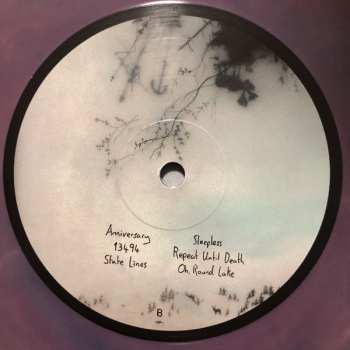 Anniversary
13494
State Lines
Sleepless
Repeat Until Death
Oh, Round Lake
B